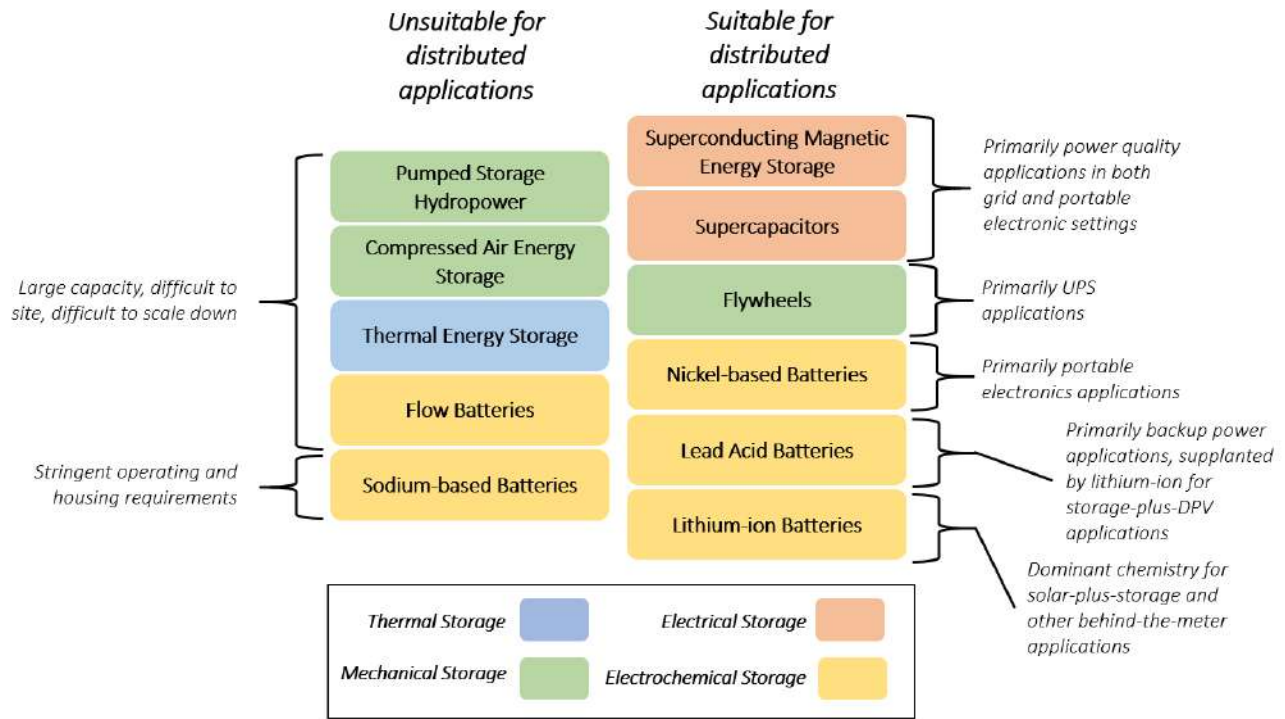 Unsuitable for
distributed
applications
Suitable for
distributed
applications
Large capacity, difficult to
site, difficult to scale down
Stringent operating and
housing requirements
Pumped Storage
Hydropower
Compressed Air Energy
Storage
Thermal Energy Storage
Flow Batteries
Sodium-based Batteries
Superconducting Magnetic
Energy Storage
Supercapacitors
Flywheels
Nickel-based Batteries
Lead Acid Batteries
Lithium-ion Batteries
Primarily power quality
applications in both
grid and portable
electronic settings
Primarily UPS
applications
Primarily portable
electronics applications
Primarily backup power
applications, supplanted
by lithium-ion for
storage-plus-DPV
applications
Dominant chemistry for
solar-plus-storage and
other behind-the-meter
applications
Thermal Storage
Electrical Storage
Mechanical Storage
Electrochemical Storage